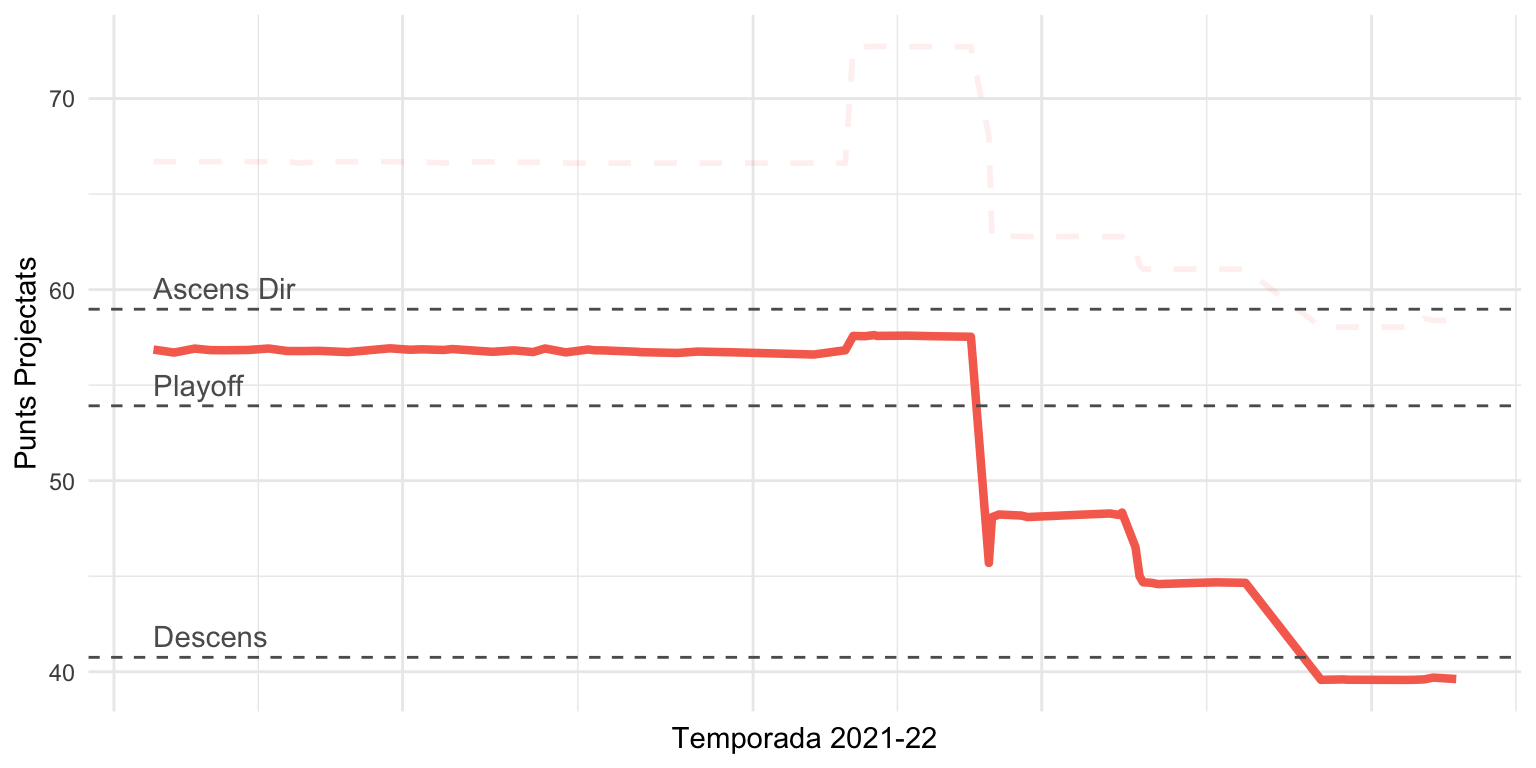 70
60
50
40
Punts Projectats
Ascens Dir
Playoff
Descens
Temporada 2021-22